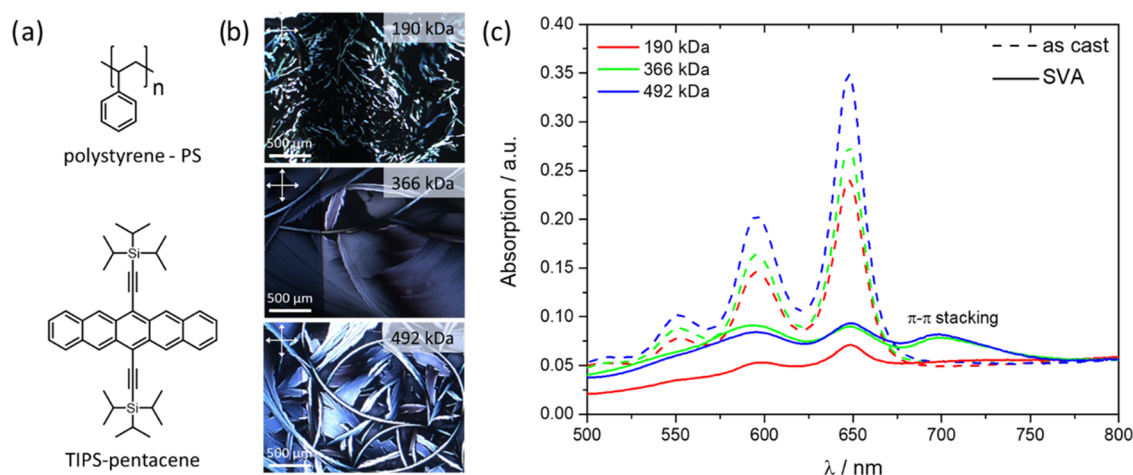 (a)
n
polystyrene - PS
Si
Si
TIPS-pentacene
(b)
190 kDa
500 µm
366 kDa
500 µm
492 kDa
500 µm
(c)
0.40
0.35
0.30
0.25
0.20
0.15
0.10
0.05
0.00
Absorption / a.u.
190 kDa
366 kDa
492 kDa
as cast
SVA
π-π stacking
500 550 600 650 700 750 800
λ / nm